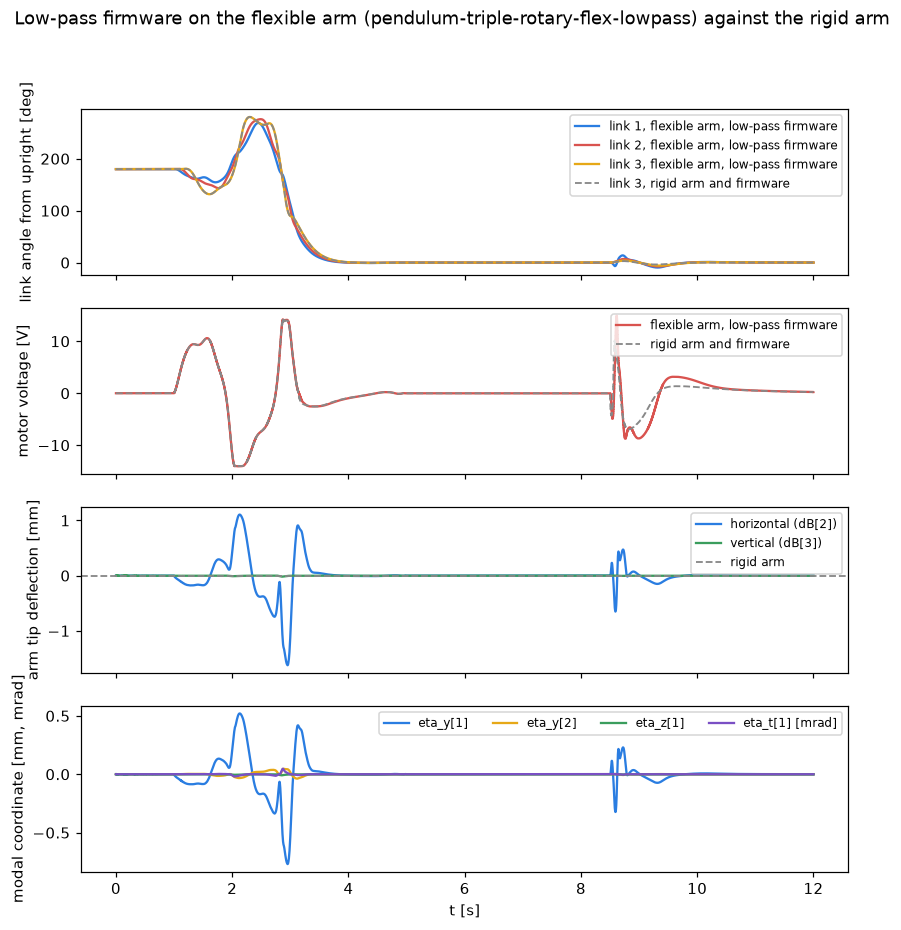 Low-pass firmware on the flexible arm (pendulum-triple-rotary-flex-lowpass) against the rigid arm
link angle from upright [deg]
200
100
0
link 1, flexible arm, low-pass firmware
link 2, flexible arm, low-pass firmware
link 3, flexible arm, low-pass firmware
link 3, rigid arm and firmware
motor voltage [V]
10
0
−10
flexible arm, low-pass firmware
rigid arm and firmware
arm tip deflection [mm]
1
0
−1
horizontal (dB[2])
vertical (dB[3])
rigid arm
modal coordinate [mm, mrad]
0.5
0.0
−0.5
eta_y[1] eta_y[2] eta_z[1] eta_t[1] [mrad]
0 2 4 6 8 10 12
t [s]